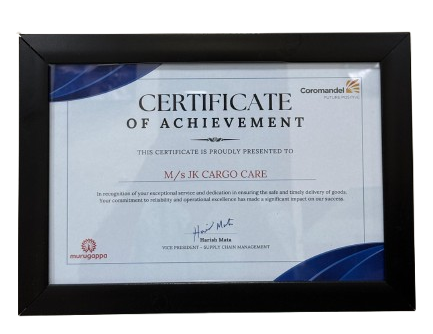 Coromandel
FUTURE POSITIVE
CERTIFICATE
OF ACHIEVEMENT
THIS CERTIFICATE IS PROUDLY PRESENTED TO
M/s JK CARGO CARE
In recognition of your exceptional service and dedication in ensuring the safe and timely delivery of goods.
Your commitment to reliability and operational excellence has made a significant impact on our success.
Harish Mata
Harish Mata
VICE PRESIDENT - SUPPLY CHAIN MANAGEMENT
murugappa